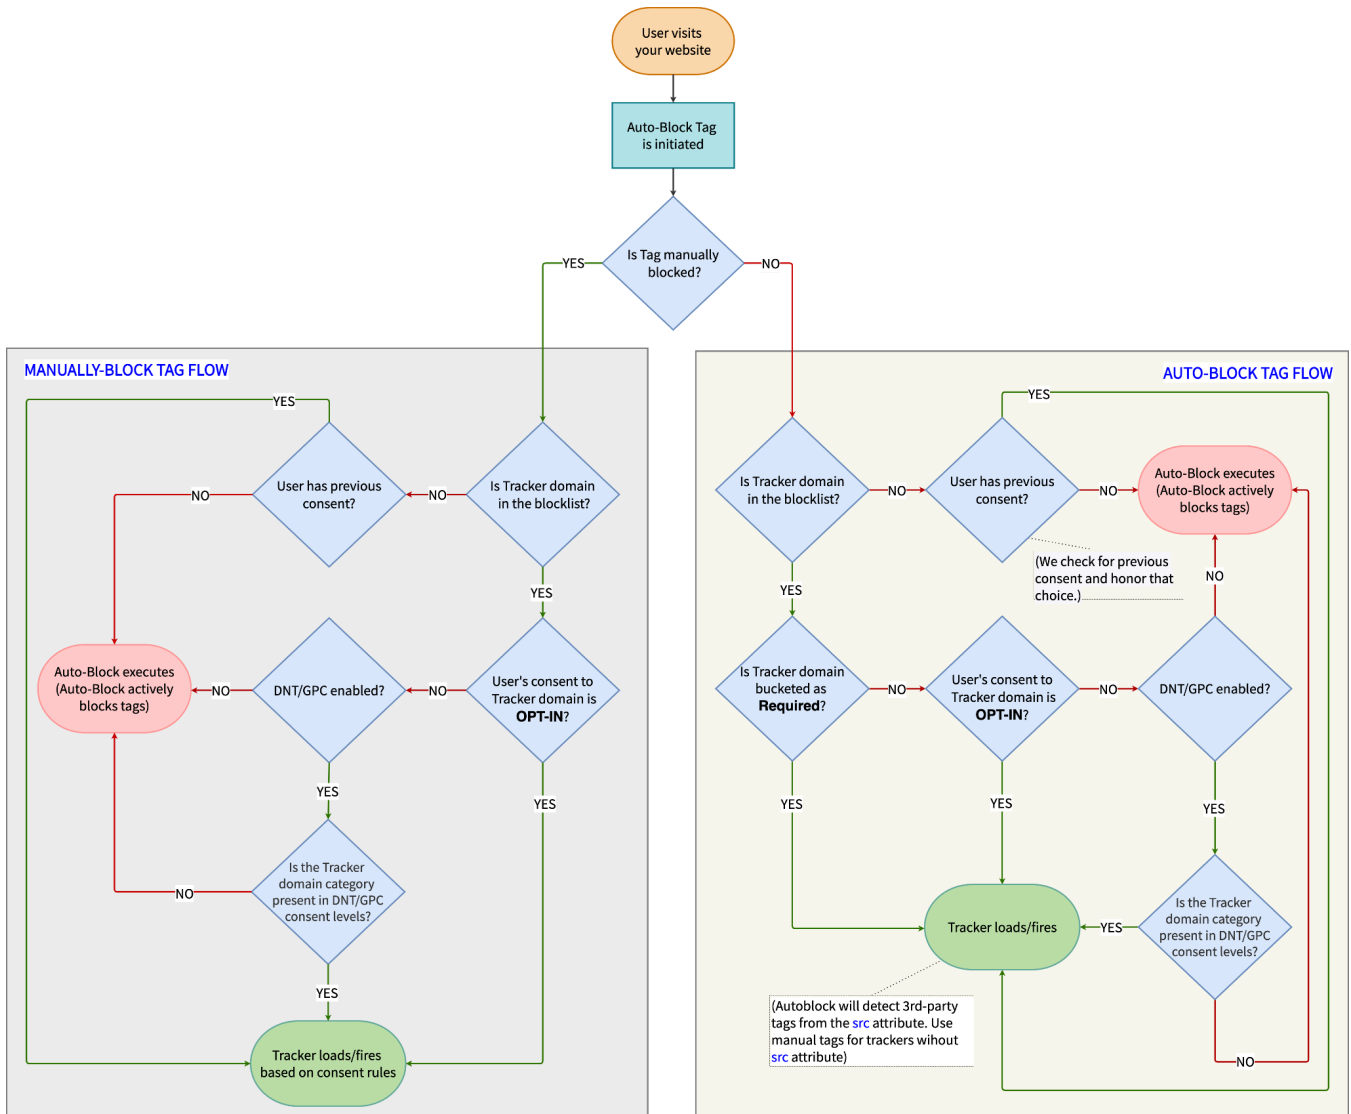 User visits
your website
Auto-Block Tag
is initiated
Is Tag manually
blocked?
YES
NO
MANUALLY-BLOCK TAG FLOW
YES
User has previous
consent?
NO
NO
Is Tracker domain
in the blocklist?
YES
Auto-Block executes
(Auto-Block actively
blocks tags)
NO
DNT/GPC enabled?
NO
User's consent to
Tracker domain is
OPT-IN?
YES
YES
Is the Tracker
domain category
present in DNT/GPC
consent levels?
NO
YES
Tracker loads/fires
based on consent rules
AUTO-BLOCK TAG FLOW
YES
Is Tracker domain
in the blocklist?
NO
User has previous
consent?
NO
Auto-Block executes
(Auto-Block actively
blocks tags)
(We check for previous
consent and honor that
choice.)
NO
YES
Is Tracker domain
bucketed as
Required?
NO
User's consent to
Tracker domain is
OPT-IN?
NO
DNT/GPC enabled?
YES
YES
YES
Tracker loads/fires
YES
Is the Tracker
domain category
present in DNT/GPC
consent levels?
(Autoblock will detect 3rd-party
tags from the src attribute. Use
manual tags for trackers wihout
src attribute)
NO